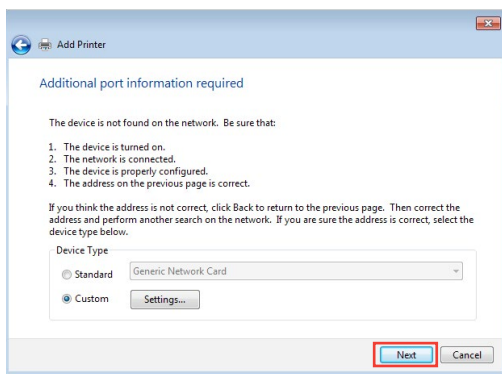 Add Printer
Additional port information required
The device is not found on the network. Be sure that:
1. The device is turned on.
2. The network is connected.
3. The device is properly configured.
4. The address on the previous page is correct.
If you think the address is not correct, click Back to return to the previous page. Then correct the
address and perform another search on the network. If you are sure the address is correct, select the
device type below.
Device Type
Standard Generic Network Card
Custom Settings...
Next Cancel